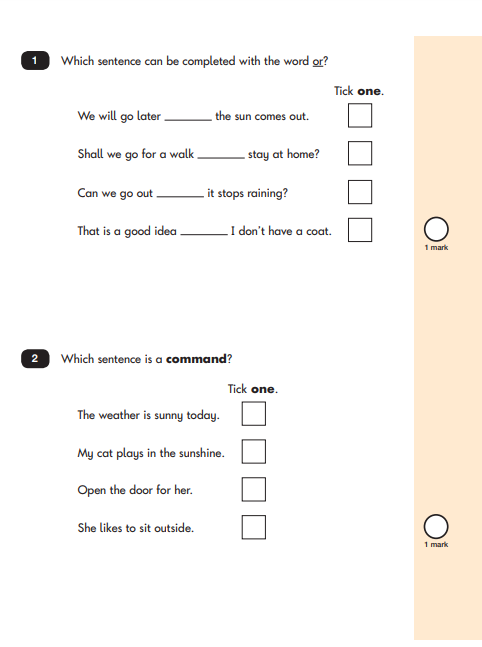 1 Which sentence can be completed with the word or?
Tick one.
We will go later ________ the sun comes out.
Shall we go for a walk ________ stay at home?
Can we go out ________ it stops raining?
That is a good idea ________ I don't have a coat.
1 mark
2 Which sentence is a command?
Tick one.
The weather is sunny today.
My cat plays in the sunshine.
Open the door for her.
She likes to sit outside.
1 mark